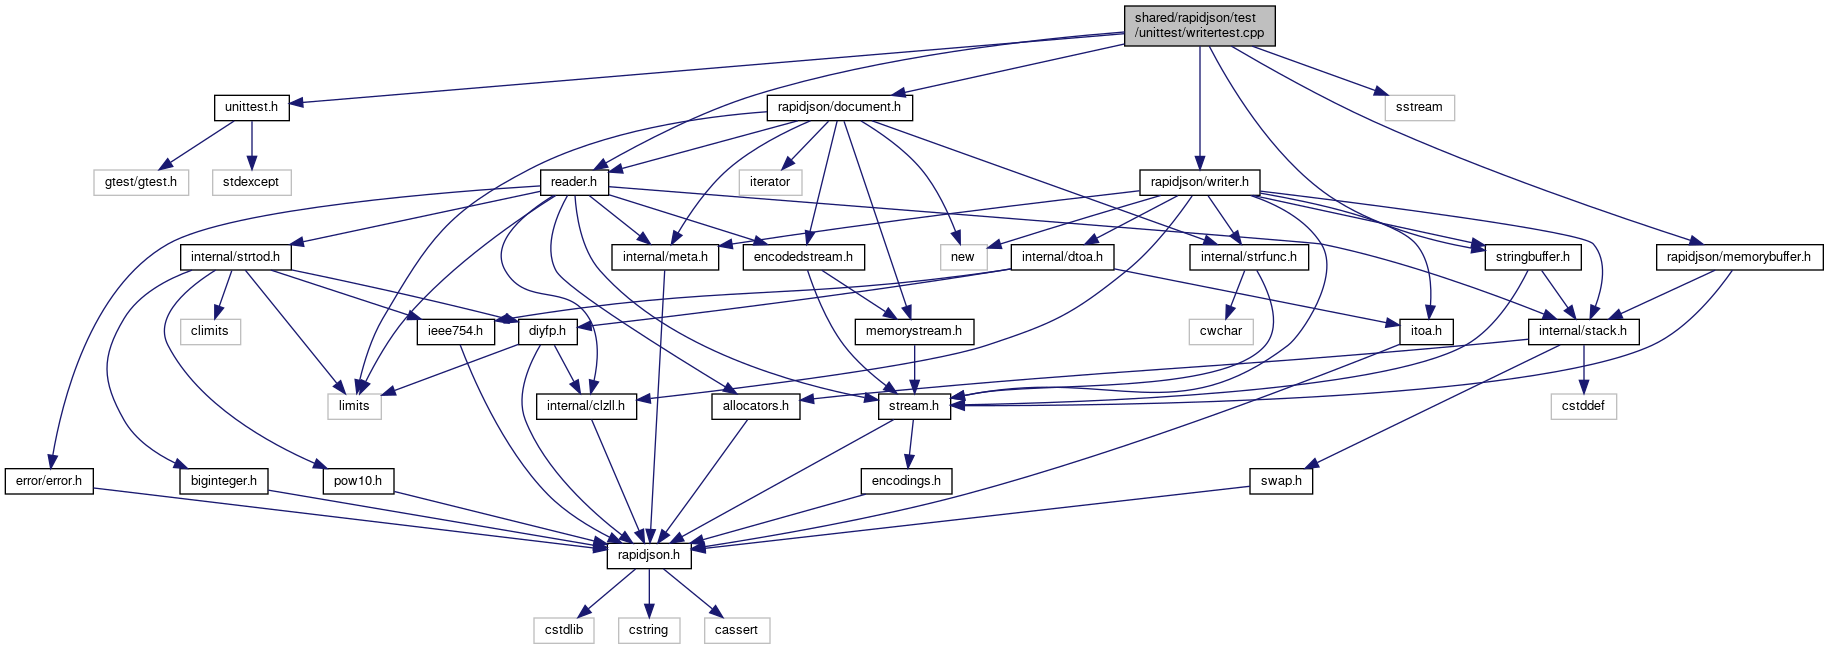 shared/rapidjson/test
/unittest/writertest.cpp
unittest.h
rapidjson/document.h
sstream
gtest/gtest.h
stdexcept
reader.h
iterator
rapidjson/writer.h
internal/strtod.h
internal/meta.h
encodedstream.h
new
internal/dtoa.h
internal/strfunc.h
stringbuffer.h
rapidjson/memorybuffer.h
climits
ieee754.h
diyfp.h
memorystream.h
cwchar
itoa.h
internal/stack.h
limits
internal/clzll.h
allocators.h
stream.h
cstddef
error/error.h
biginteger.h
pow10.h
encodings.h
swap.h
rapidjson.h
cstdlib
cstring
cassert